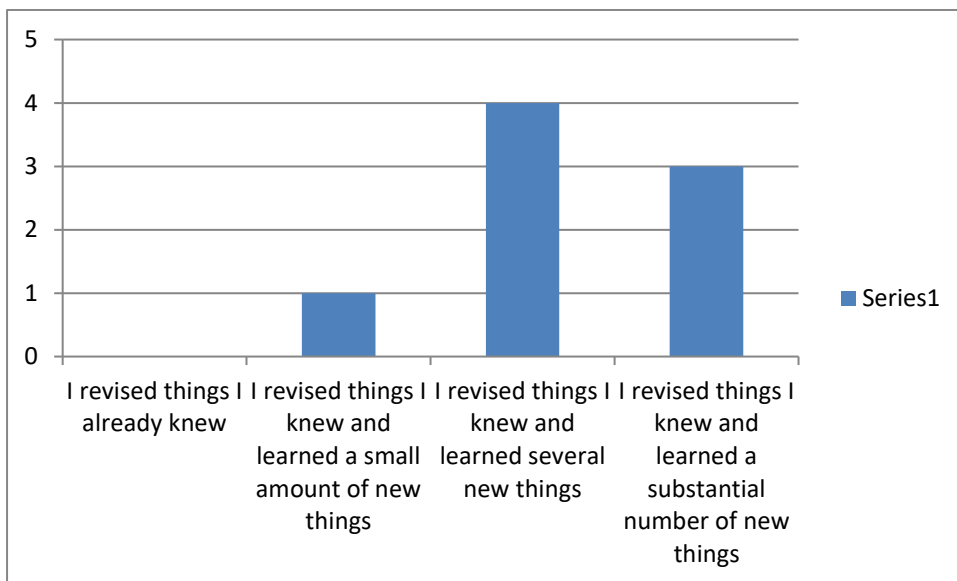 5
4
3
2
1
0
Series1
I revised things I
already knew
I revised things I
knew and
learned a small
amount of new
things
I revised things I
knew and
learned several
new things
I revised things I
knew and
learned a
substantial
number of new
things